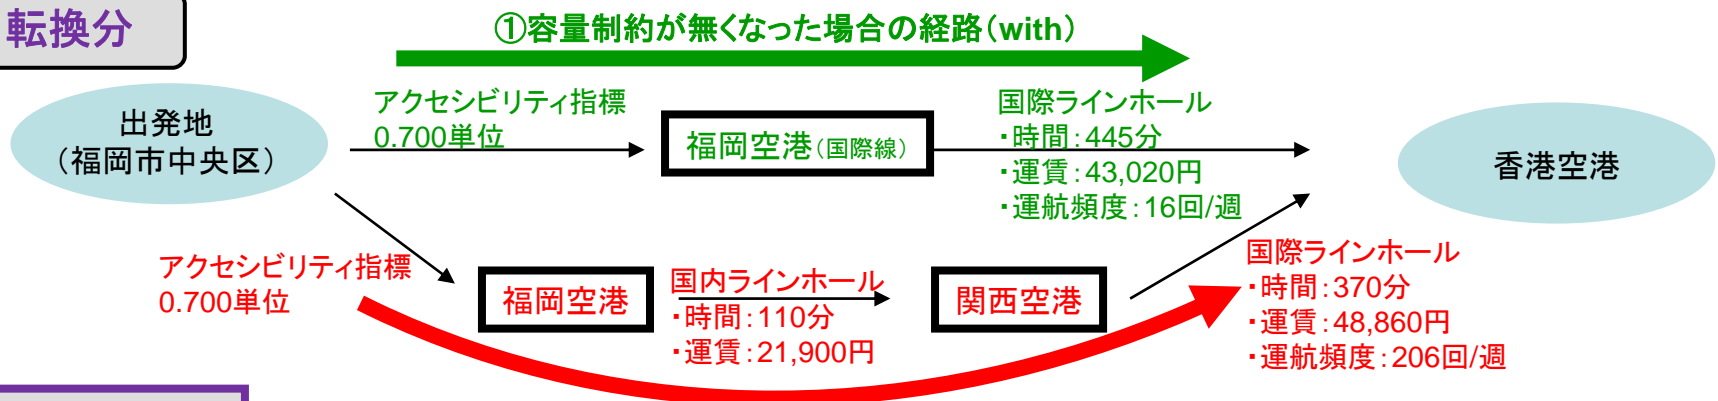 転換分
①容量制約が無くなった場合の経路(with)
出発地
(福岡市中央区)
アクセシビリティ指標
0.700単位
福岡空港(国際線)
国際ラインホール
・時間:445分
・運賃:43,020円
・運航頻度:16回/週
香港空港
アクセシビリティ指標
0.700単位
福岡空港
国内ラインホール
・時間:110分
・運賃:21,900円
関西空港
国際ラインホール
・時間:370分
・運賃:48,860円
・運航頻度:206回/週